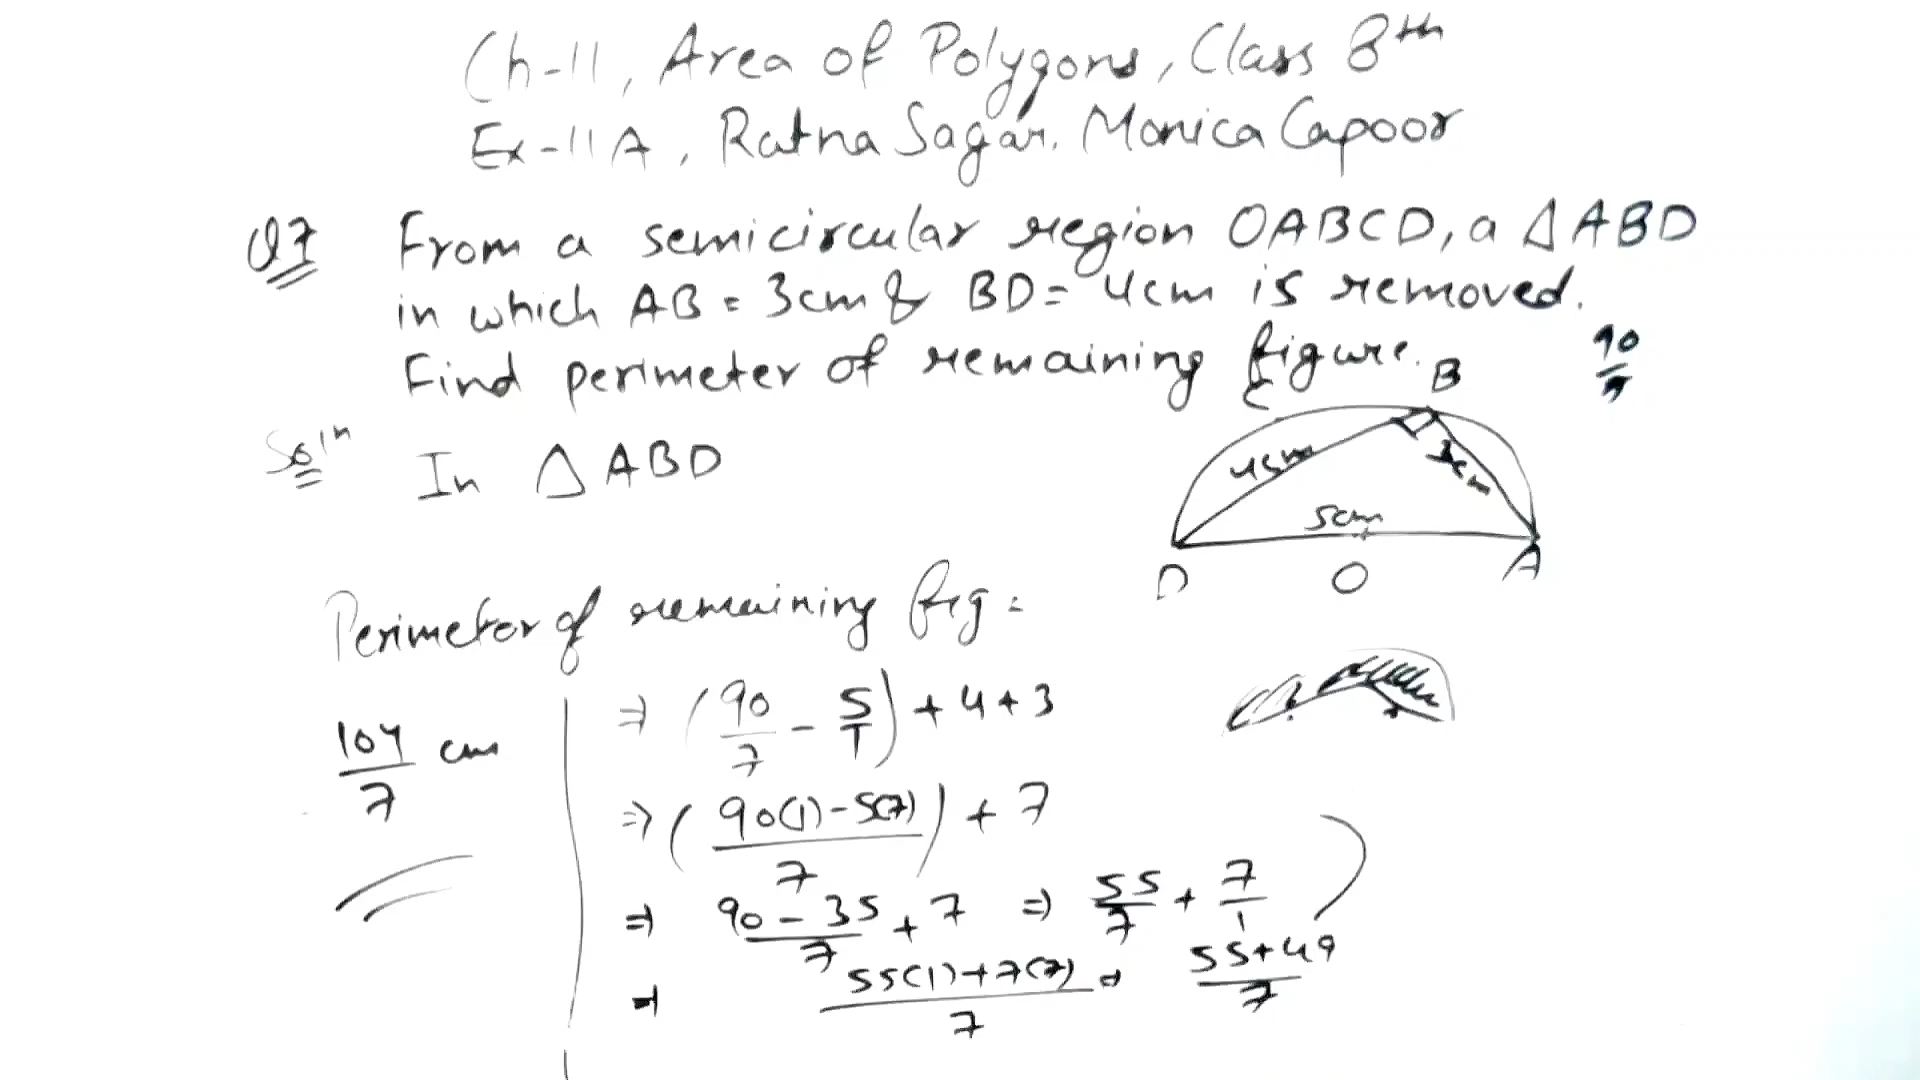 Ch-11, Area of Polygons, Class 8th
Ex-11A, Ratna Sagar. Monica Capoor
Q7 From a semicircular region OABCD, a △ABD
in which AB = 3cm & BD = 4cm is removed.
Find perimeter of remaining figure.
90/7
C B
Soln In △ABD
4cm 3cm
5cm
D O A
Perimeter of remaining fig =
⇒ (90/7 - 5/1) + 4 + 3
104/7 cm
⇒ (90(1) - 5(7)/7) + 7
⇒ 90 - 35/7 + 7 ⇒ 55/7 + 7/1
⇒ 55(1) + 7(7)/7 ⇒ 55 + 49/7